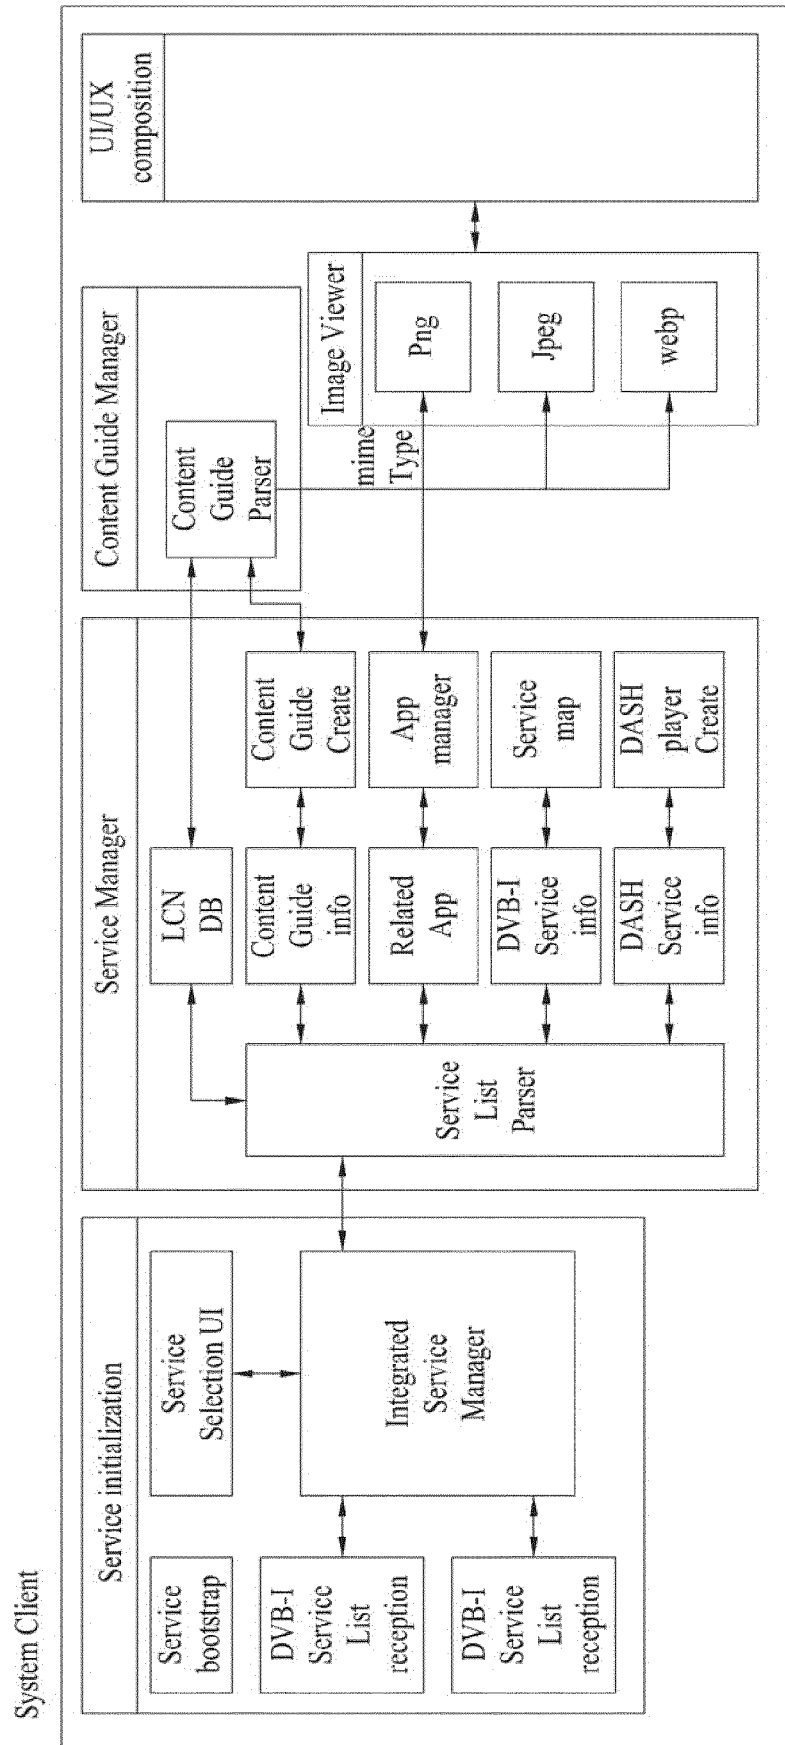 System Client
Service initialization
Service
bootstrap
DVB-I
Service
List
reception
DVB-I
Service
List
reception
Service
Selection UI
Integrated
Service
Manager
Service Manager
Service
List
Parser
LCN
DB
Content
Guide
info
Related
App
DVB-I
Service
info
DASH
Service
info
Content
Guide
Create
App
manager
Service
map
DASH
player
Create
Content Guide Manager
Content
Guide
Parser
mime
Type
Image Viewer
Png
Jpeg
webp
UI/UX
composition